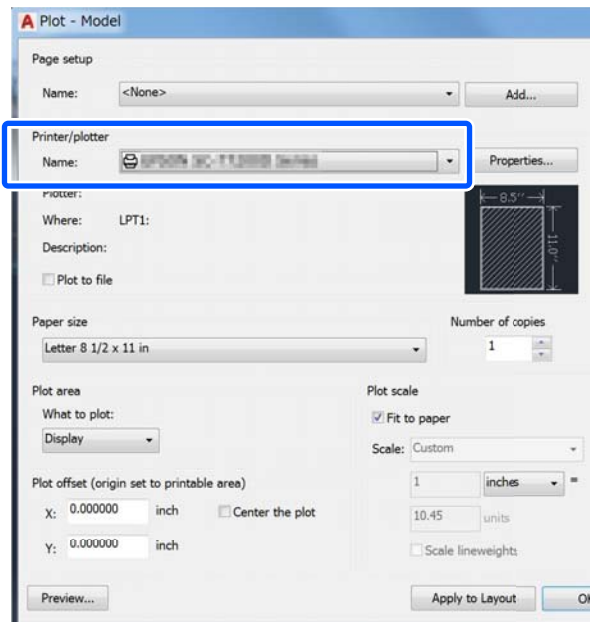 A Plot - Model
Page setup
Name: <None> Add...
Printer/plotter
Name: Properties...
Plotter:
Where: LPT1:
Description:
Plot to file
8.5''
11.0''
Paper size
Letter 8 1/2 x 11 in
Number of copies
1
Plot area
What to plot:
Display
Plot scale
Fit to paper
Scale: Custom
1 inches =
10.45 units
Scale lineweights
Plot offset (origin set to printable area)
X: 0.000000 inch Center the plot
Y: 0.000000 inch
Preview... Apply to Layout OK